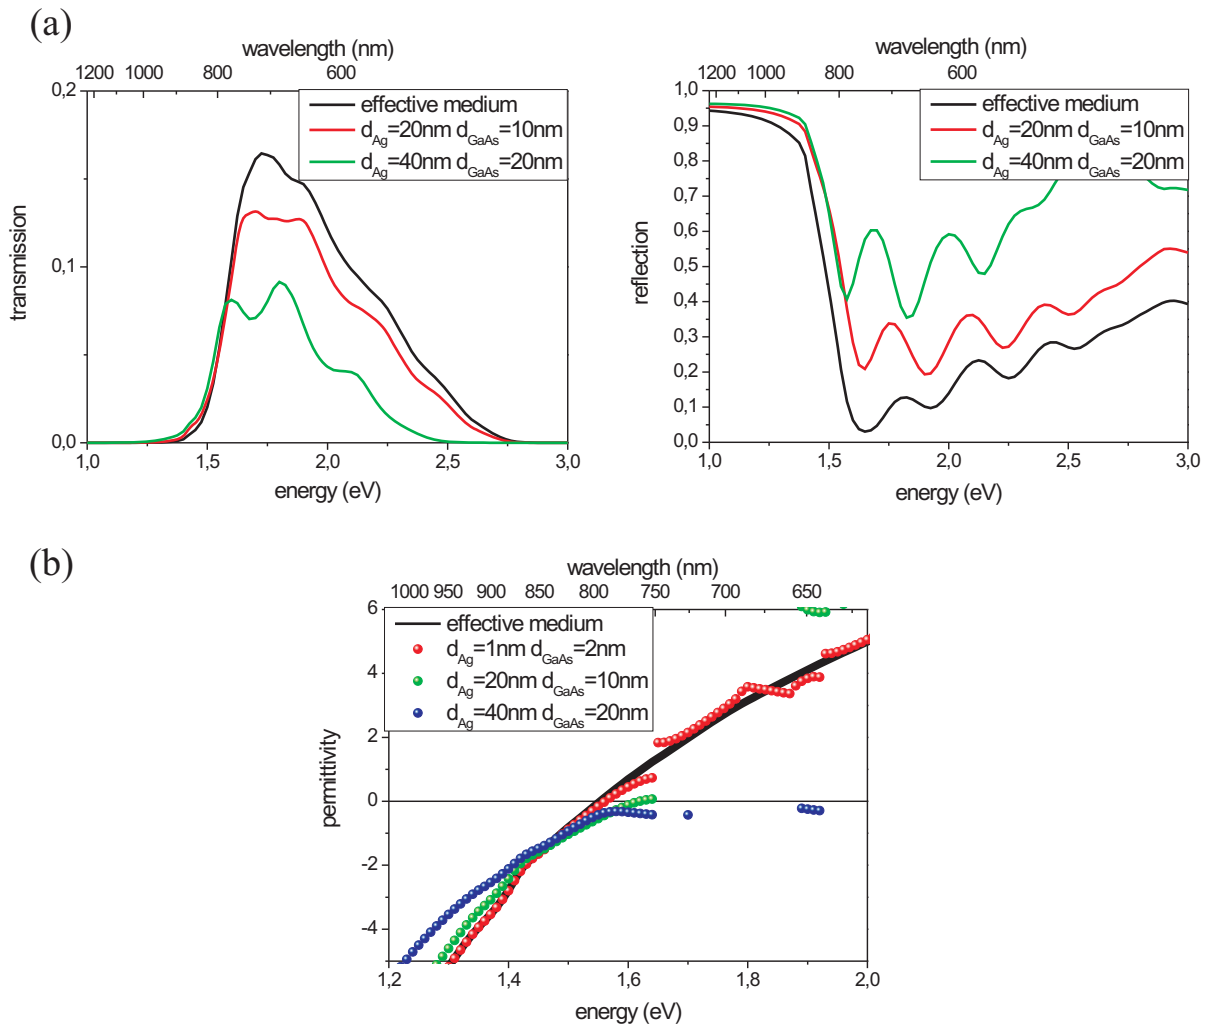 (a)
wavelength (nm)
1200 1000 800 600
0,2
0,1
0,0
transmission
effective medium
dAg=20nm dGaAs=10nm
dAg=40nm dGaAs=20nm
1,0 1,5 2,0 2,5 3,0
energy (eV)
wavelength (nm)
1200 1000 800 600
1,0
0,9
0,8
0,7
0,6
0,5
0,4
0,3
0,2
0,1
0,0
reflection
effective medium
dAg=20nm dGaAs=10nm
dAg=40nm dGaAs=20nm
1,0 1,5 2,0 2,5 3,0
energy (eV)
(b)
wavelength (nm)
1000 950 900 850 800 750 700 650
6
4
2
0
-2
-4
permittivity
effective medium
dAg=1nm dGaAs=2nm
dAg=20nm dGaAs=10nm
dAg=40nm dGaAs=20nm
1,2 1,4 1,6 1,8 2,0
energy (eV)